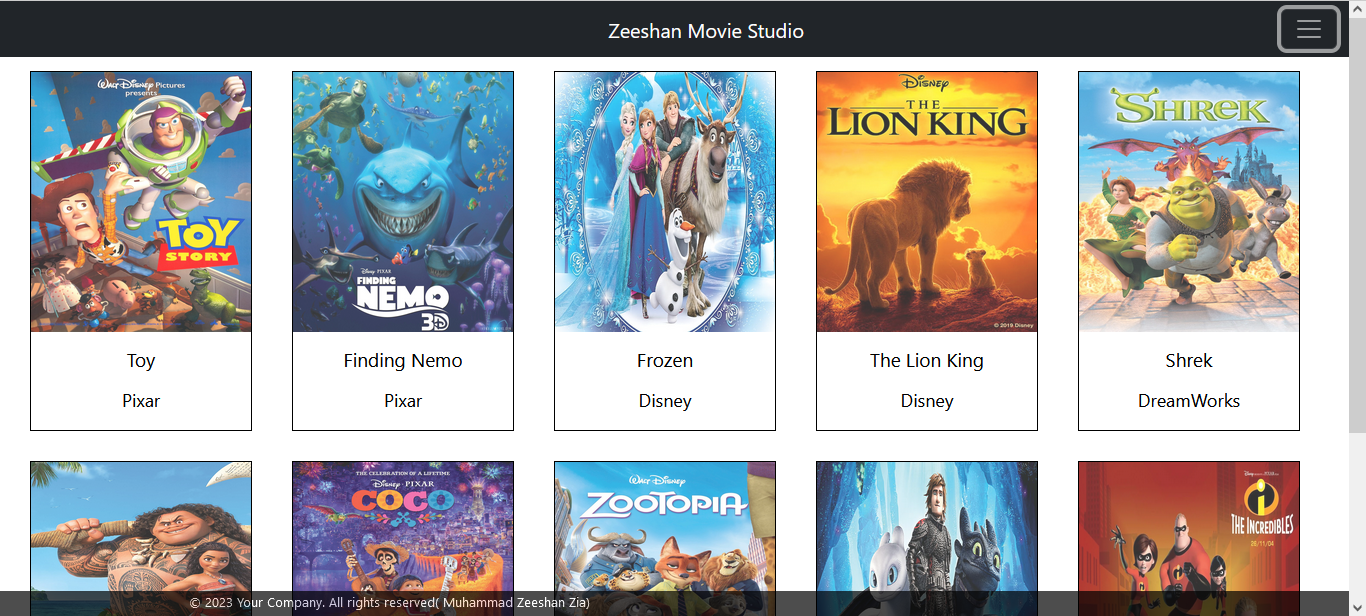 Zeeshan Movie Studio
WALT DISNEY Pictures
presents
TOY
STORY
Toy
Pixar
DISNEY · PIXAR
FINDING
NEMO
3D
Finding Nemo
Pixar
Frozen
Disney
Disney
THE
LION KING
© 2019 Disney
The Lion King
Disney
SHREK
Shrek
DreamWorks
THE CELEBRATION OF A LIFETIME
Disney · PIXAR
COCO
WALT DISNEY
ZOOTOPIA
THE INCREDIBLES
26/11/04
© 2023 Your Company. All rights reserved( Muhammad Zeeshan Zia)